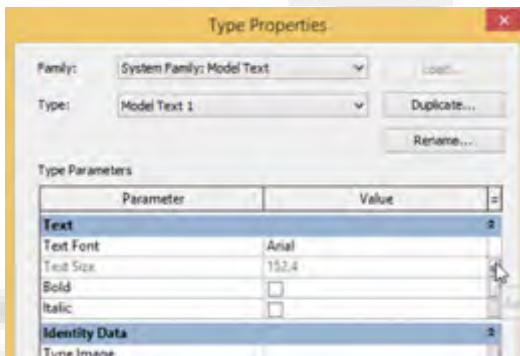 Type Properties
Family: System Family: Model Text Load...
Type: Model Text 1 Duplicate...
Rename...
Type Parameters
Parameter Value =
Text
Text Font Arial
Text Size 152.4
Bold
Italic
Identity Data
Type Image